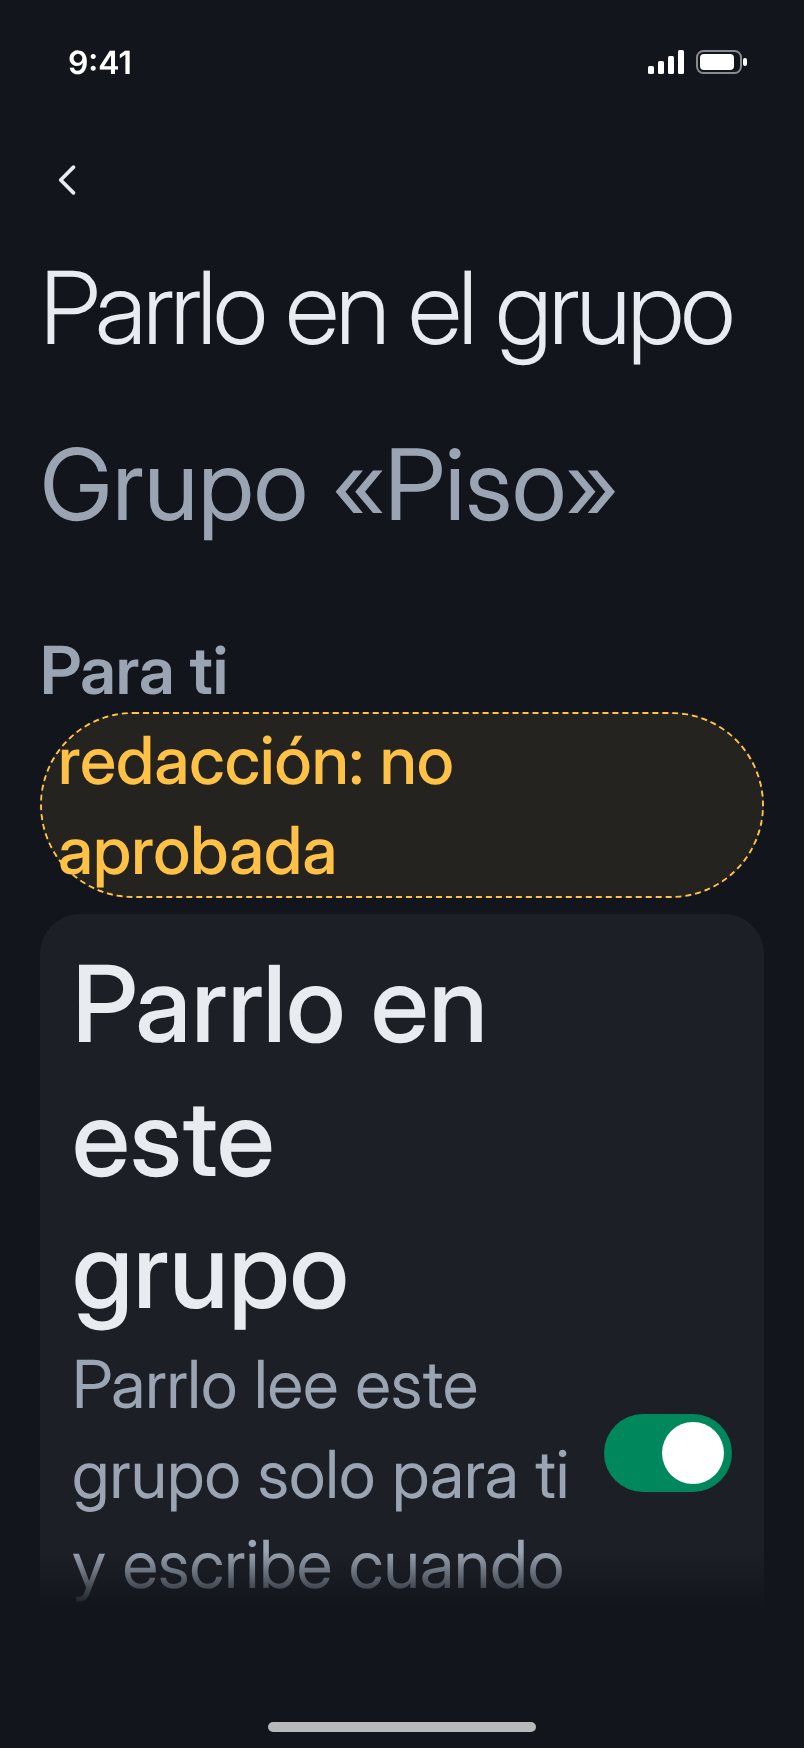 9:41
Parrlo en el grupo
Grupo «Piso»
Para ti
redacción: no
aprobada
Parrlo en
este
grupo
Parrlo lee este
grupo solo para ti
y escribe cuando